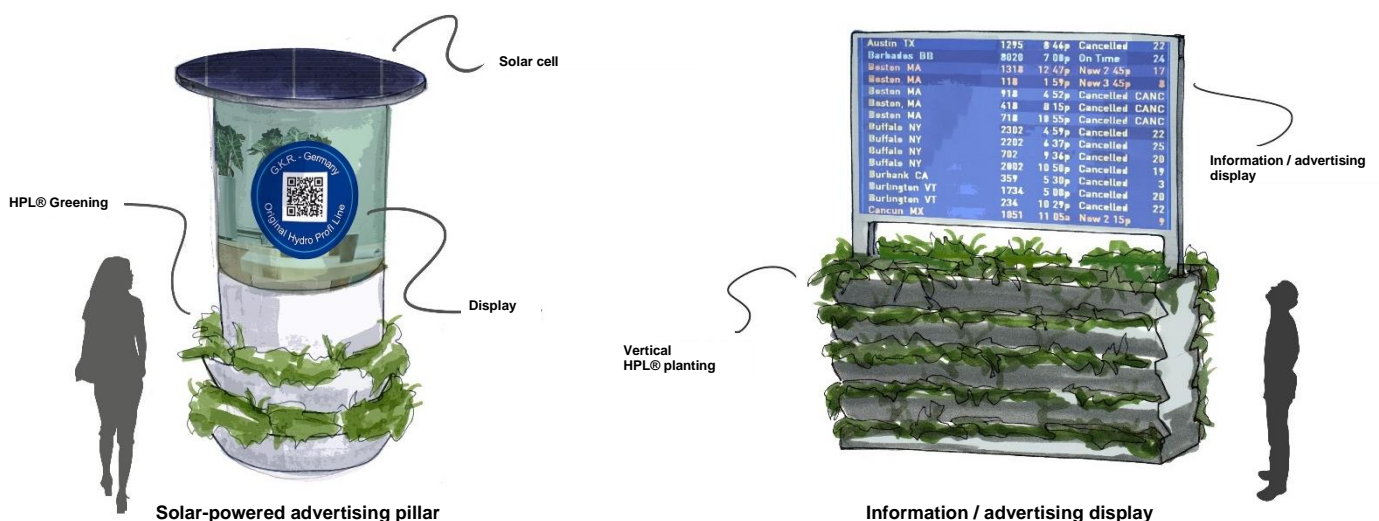 Solar cell
HPL® Greening
G.K.R. - Germany
Original Hydro Profi Line
Display
Solar-powered advertising pillar
Austin TX 1295 8 46p Cancelled 22
Barbados BB 8020 7 00p On Time 24
Boston MA 1318 12 47p Now 2 45p 17
Boston, MA 118 1 59p Now 3 45p 8
Boston MA 918 4 52p Cancelled CANC
Boston, MA 418 8 15p Cancelled CANC
Boston MA 718 10 55p Cancelled CANC
Buffalo NY 2302 4 59p Cancelled 22
Buffalo NY 2202 6 37p Cancelled 25
Buffalo NY 702 9 36p Cancelled 20
Buffalo NY 2002 10 50p Cancelled 19
Burbank CA 359 5 30p Cancelled 3
Burlington VT 1734 5 00p Cancelled 20
Burlington VT 234 10 29p Cancelled 22
Cancun MX 1051 11 05a Now 2 15p 9
Information / advertising
display
Vertical
HPL® planting
Information / advertising display